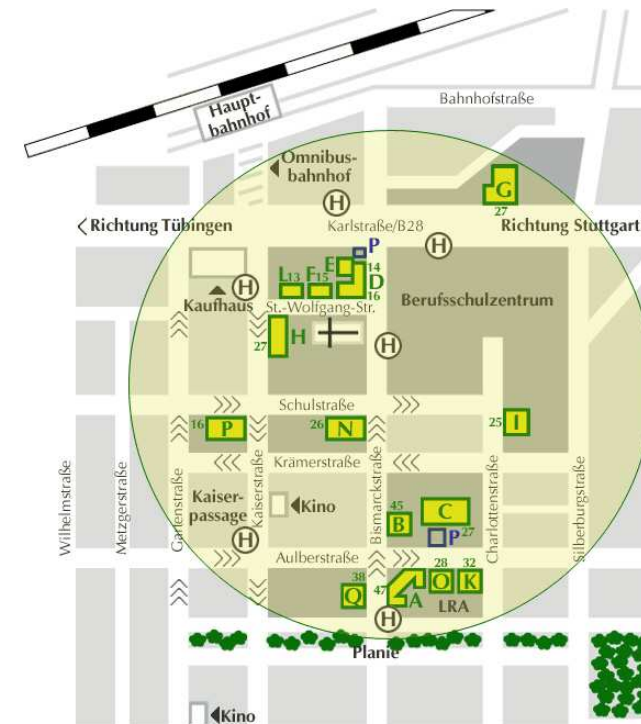 Haupt-
bahnhof
Bahnhofstraße
Omnibus-
bahnhof
G
27
H
Richtung Tübingen
Karlstraße/B28
Richtung Stuttgart
P
H
E
14
L13
F15
D
16
H
Kaufhaus
St.-Wolfgang-Str.
Berufsschulzentrum
27
H
H
Schulstraße
16
P
26
N
25
I
Krämerstraße
Wilhelmstraße
Metzgerstraße
Gartenstraße
Kaiserstraße
Bismarckstraße
Charlottenstraße
Silberburgstraße
Kaiser-
passage
Kino
45
B
C
P
27
H
Aulberstraße
38
Q
47
A
28
O
32
K
LRA
H
Planie
Kino